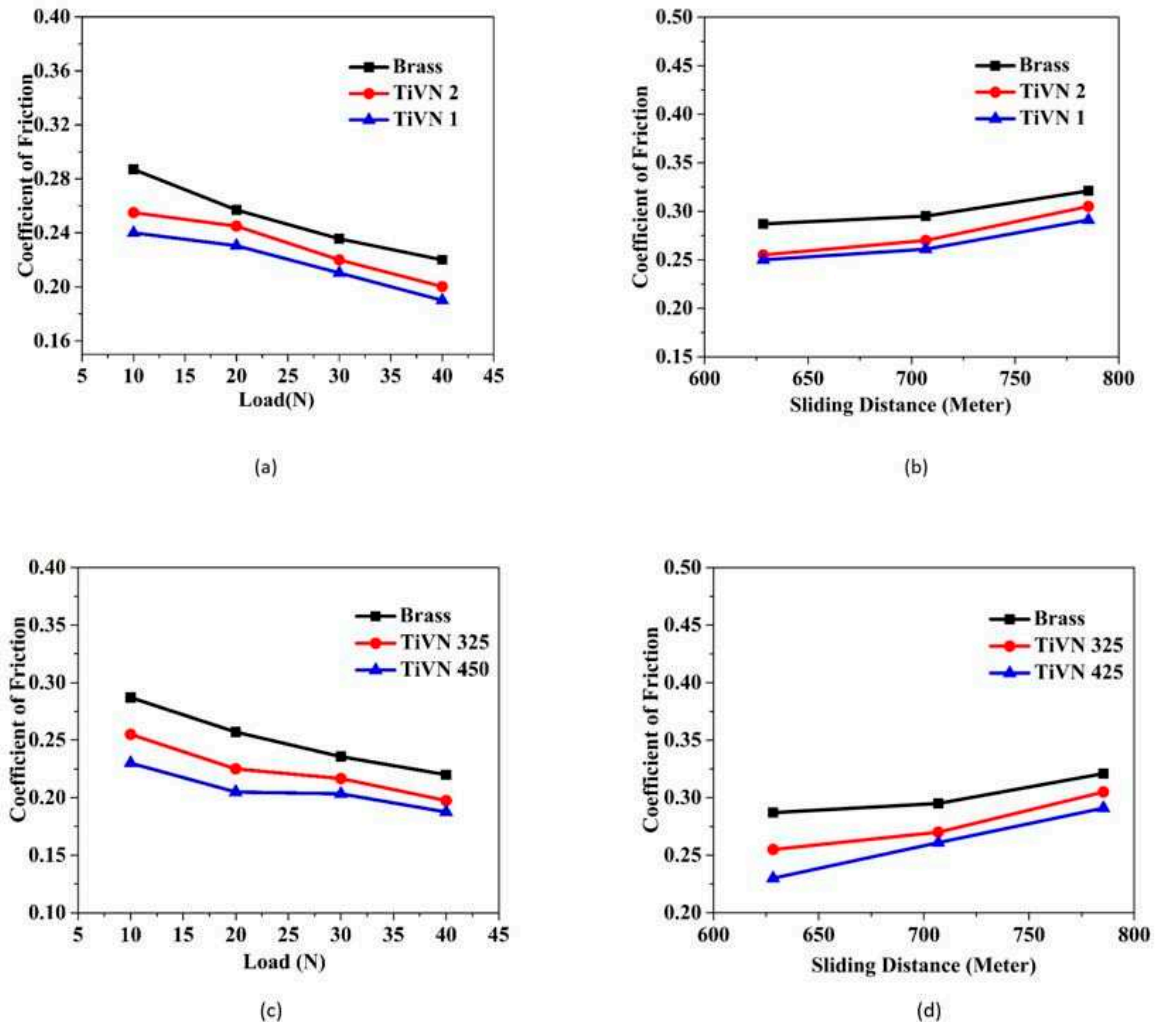 0.40
0.36
0.32
0.28
0.24
0.20
0.16
Coefficient of Friction
Brass
TiVN 2
TiVN 1
5 10 15 20 25 30 35 40 45
Load(N)
(a)
0.50
0.45
0.40
0.35
0.30
0.25
0.20
0.15
Coefficient of Friction
Brass
TiVN 2
TiVN 1
600 650 700 750 800
Sliding Distance (Meter)
(b)
0.40
0.35
0.30
0.25
0.20
0.15
0.10
Coefficient of Friction
Brass
TiVN 325
TiVN 450
5 10 15 20 25 30 35 40 45
Load (N)
(c)
0.50
0.45
0.40
0.35
0.30
0.25
0.20
Coefficient of Friction
Brass
TiVN 325
TiVN 425
600 650 700 750 800
Sliding Distance (Meter)
(d)